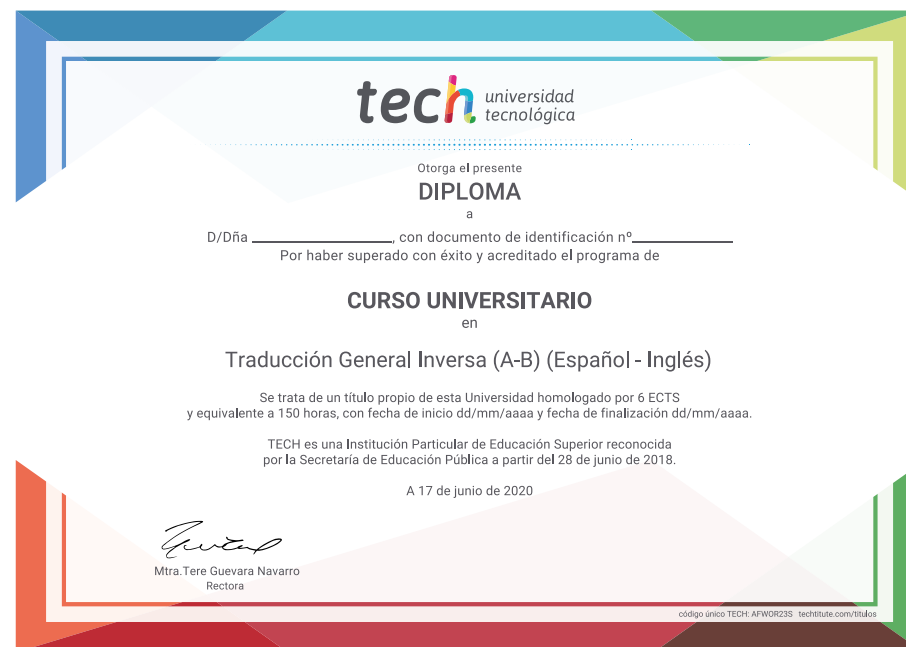 tech universidad
tecnológica
Otorga el presente
DIPLOMA
a
D/Dña ____________________, con documento de identificación nº______________
Por haber superado con éxito y acreditado el programa de
CURSO UNIVERSITARIO
en
Traducción General Inversa (A-B) (Español - Inglés)
Se trata de un título propio de esta Universidad homologado por 6 ECTS
y equivalente a 150 horas, con fecha de inicio dd/mm/aaaa y fecha de finalización dd/mm/aaaa.
TECH es una Institución Particular de Educación Superior reconocida
por la Secretaría de Educación Pública a partir del 28 de junio de 2018.
A 17 de junio de 2020
Mtra.Tere Guevara Navarro
Rectora
código único TECH: AFWOR23S techtitute.com/titulos